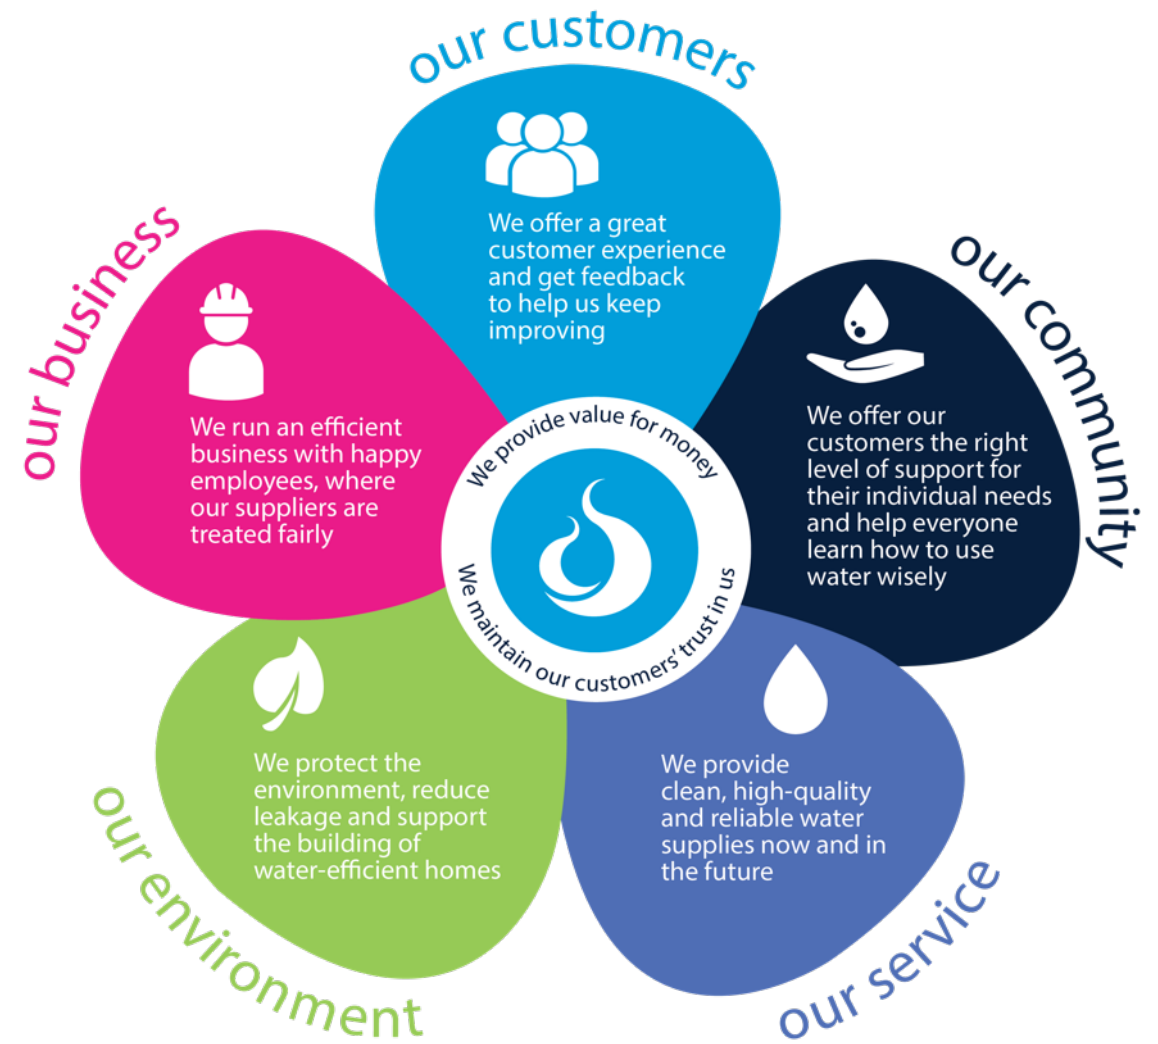 our customers
We offer a great
customer experience
and get feedback
to help us keep
improving
our community
We offer our
customers the right
level of support for
their individual needs
and help everyone
learn how to use
water wisely
our service
We provide
clean, high-quality
and reliable water
supplies now and in
the future
our environment
We protect the
environment, reduce
leakage and support
the building of
water-efficient homes
our business
We run an efficient
business with happy
employees, where
our suppliers are
treated fairly
We provide value for money
We maintain our customers' trust in us